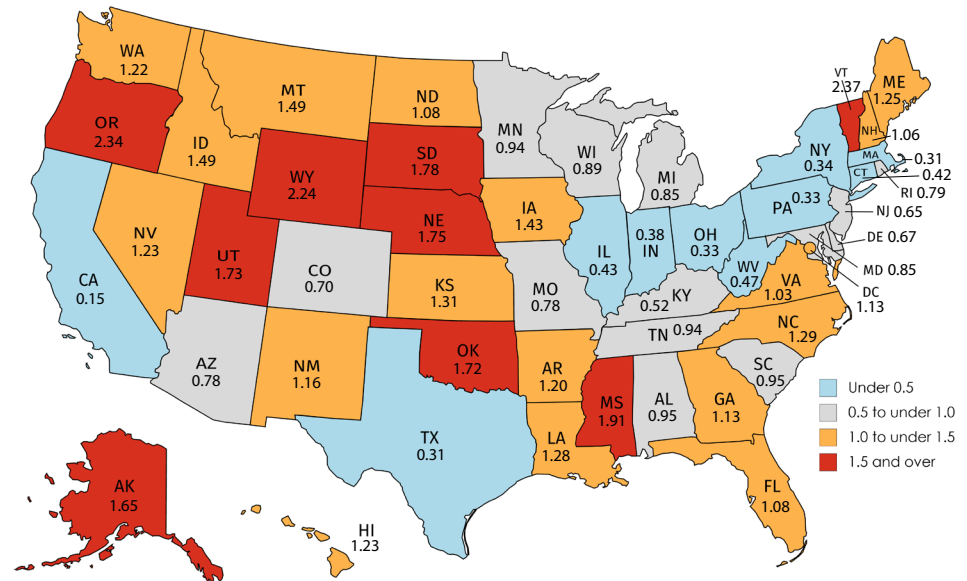 WA
1.22
OR
2.34
CA
0.15
NV
1.23
ID
1.49
MT
1.49
WY
2.24
UT
1.73
AZ
0.78
CO
0.70
NM
1.16
ND
1.08
SD
1.78
NE
1.75
KS
1.31
OK
1.72
TX
0.31
MN
0.94
IA
1.43
MO
0.78
AR
1.20
LA
1.28
WI
0.89
IL
0.43
MI
0.85
0.38
IN
OH
0.33
0.52 KY
TN 0.94
MS
1.91
AL
0.95
GA
1.13
FL
1.08
SC
0.95
NC
1.29
VA
1.03
WV
0.47
PA 0.33
NY
0.34
VT
2.37
ME
1.25
NH 1.06
MA 0.31
CT 0.42
RI 0.79
NJ 0.65
DE 0.67
MD 0.85
DC
1.13
AK
1.65
HI
1.23
Under 0.5
0.5 to under 1.0
1.0 to under 1.5
1.5 and over